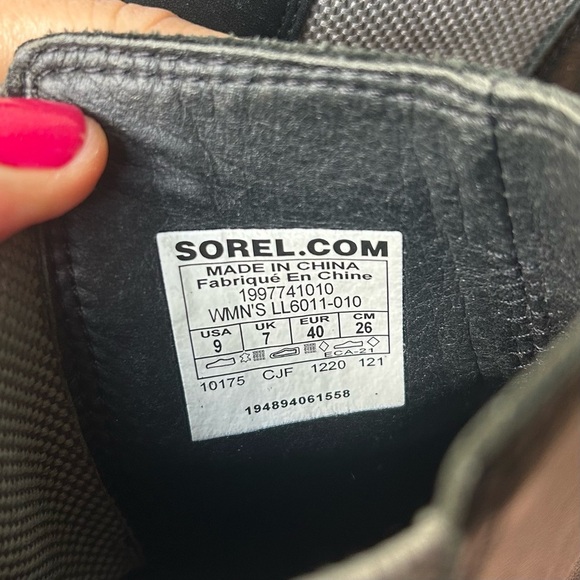 SOREL.COM
MADE IN CHINA
Fabriqué En Chine
1997741010
WMN'S LL6011-010
USA UK EUR CM
9 7 40 26
ECA-21
10175 CJF 1220 121
194894061558